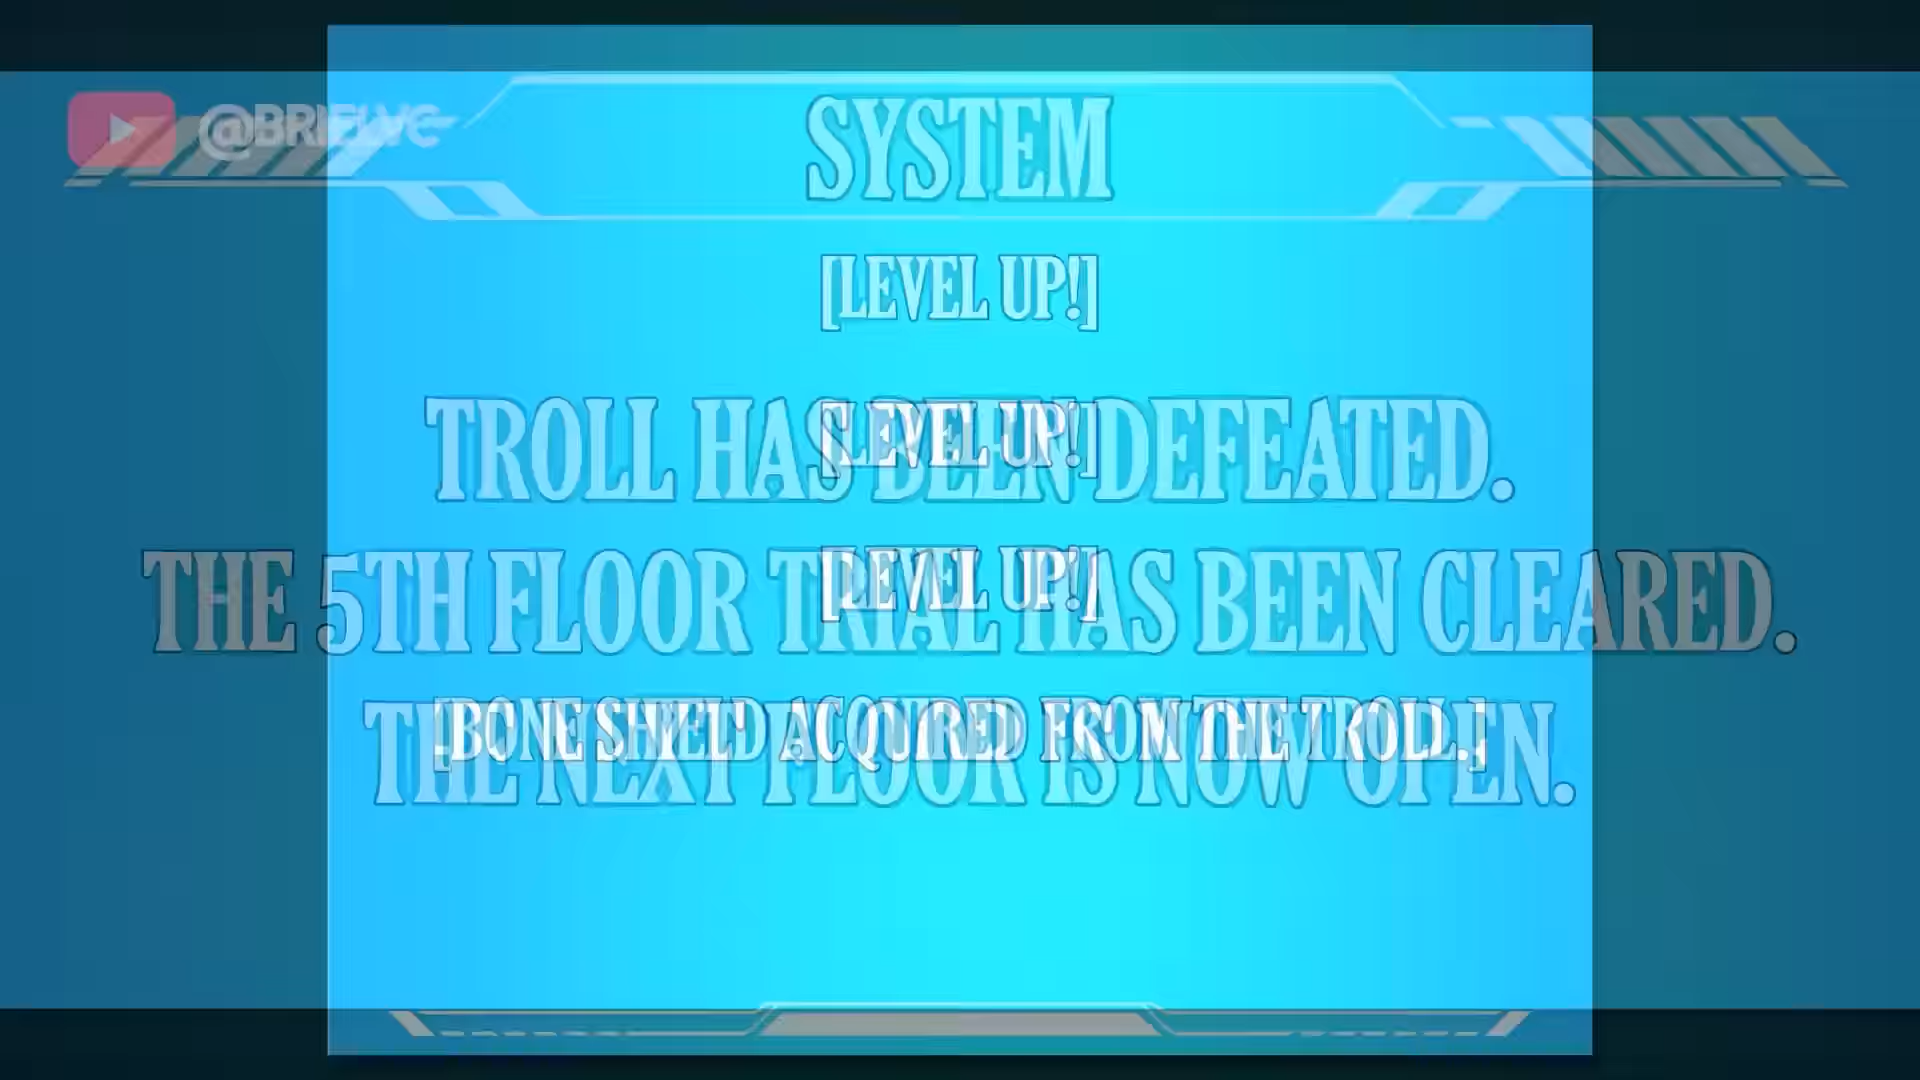 @BRIELVC
SYSTEM
[LEVEL UP!]
TROLL HAS BEEN DEFEATED.
[LEVEL UP!]
THE 5TH FLOOR TRIAL HAS BEEN CLEARED.
[LEVEL UP!]
[BONE SHIELD ACQUIRED FROM THE TROLL.]
THE NEXT FLOOR IS NOW OPEN.